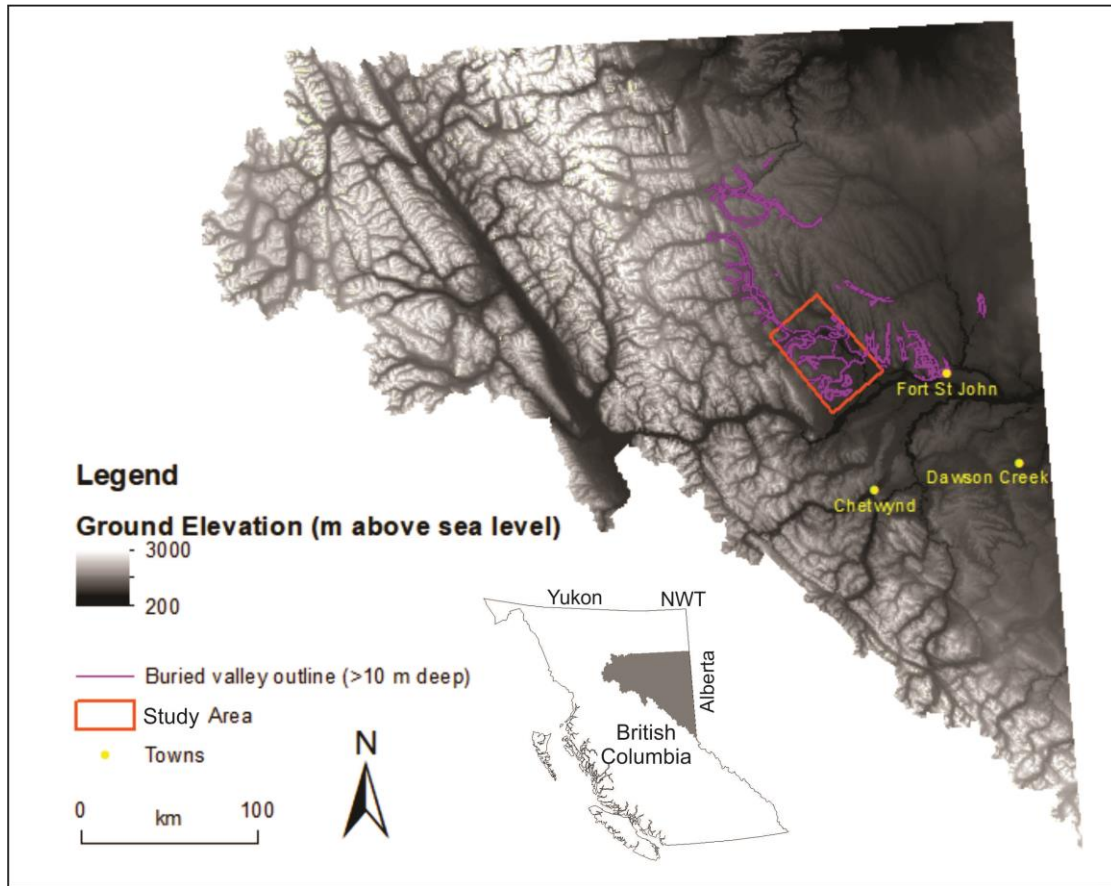 Fort St John
Dawson Creek
Chetwynd
Legend
Ground Elevation (m above sea level)
3000
200
Buried valley outline (>10 m deep)
Study Area
Towns
0
100
km
N
Yukon
NWT
Alberta
British
Columbia